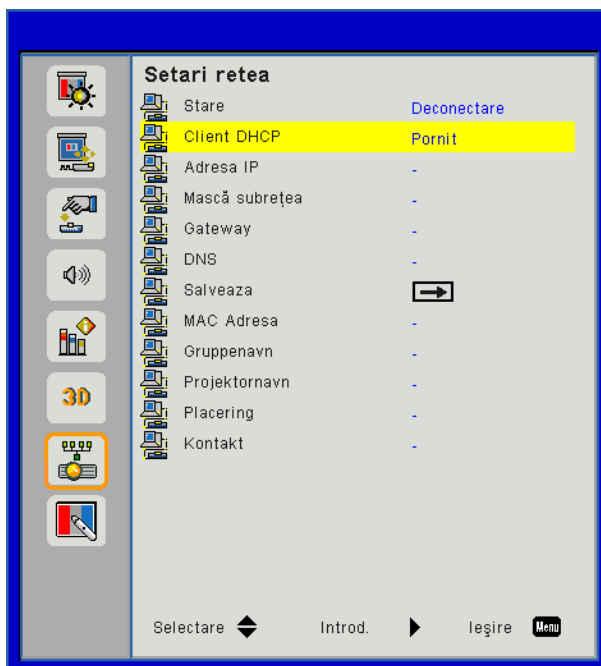 Setari retea
Stare Deconectare
Client DHCP Pornit
Adresa IP -
Mască subrețea -
Gateway -
DNS -
Salveaza
MAC Adresa -
Gruppenavn -
Projektornavn -
Placering -
Kontakt -
3D
Selectare Introd. Ieşire Menu